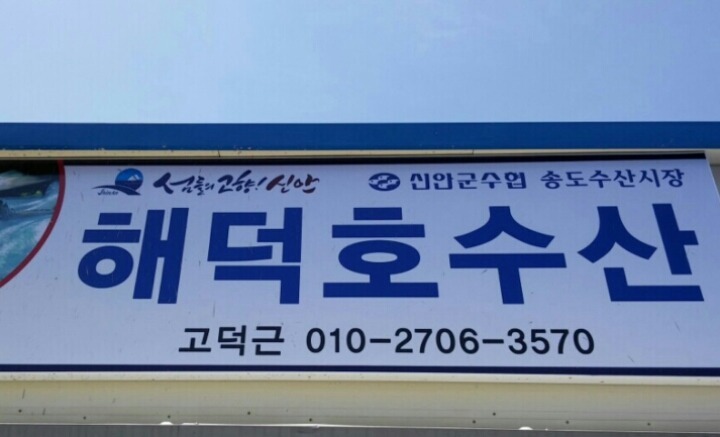 섬들의 고향! 신안 신안군수협 송도수산시장
해덕호수산
고덕근 010-2706-3570